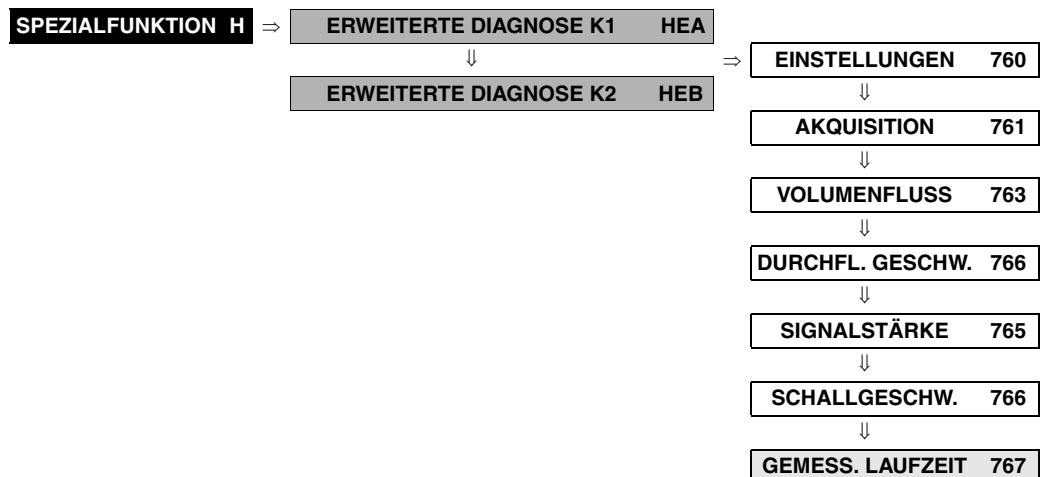 SPEZIALFUNKTION H ⇒ ERWEITERTE DIAGNOSE K1 HEA
⇓ ⇒ EINSTELLUNGEN 760
ERWEITERTE DIAGNOSE K2 HEB ⇓
AKQUISITION 761
⇓
VOLUMENFLUSS 763
⇓
DURCHFL. GESCHW. 766
⇓
SIGNALSTÄRKE 765
⇓
SCHALLGESCHW. 766
⇓
GEMESS. LAUFZEIT 767